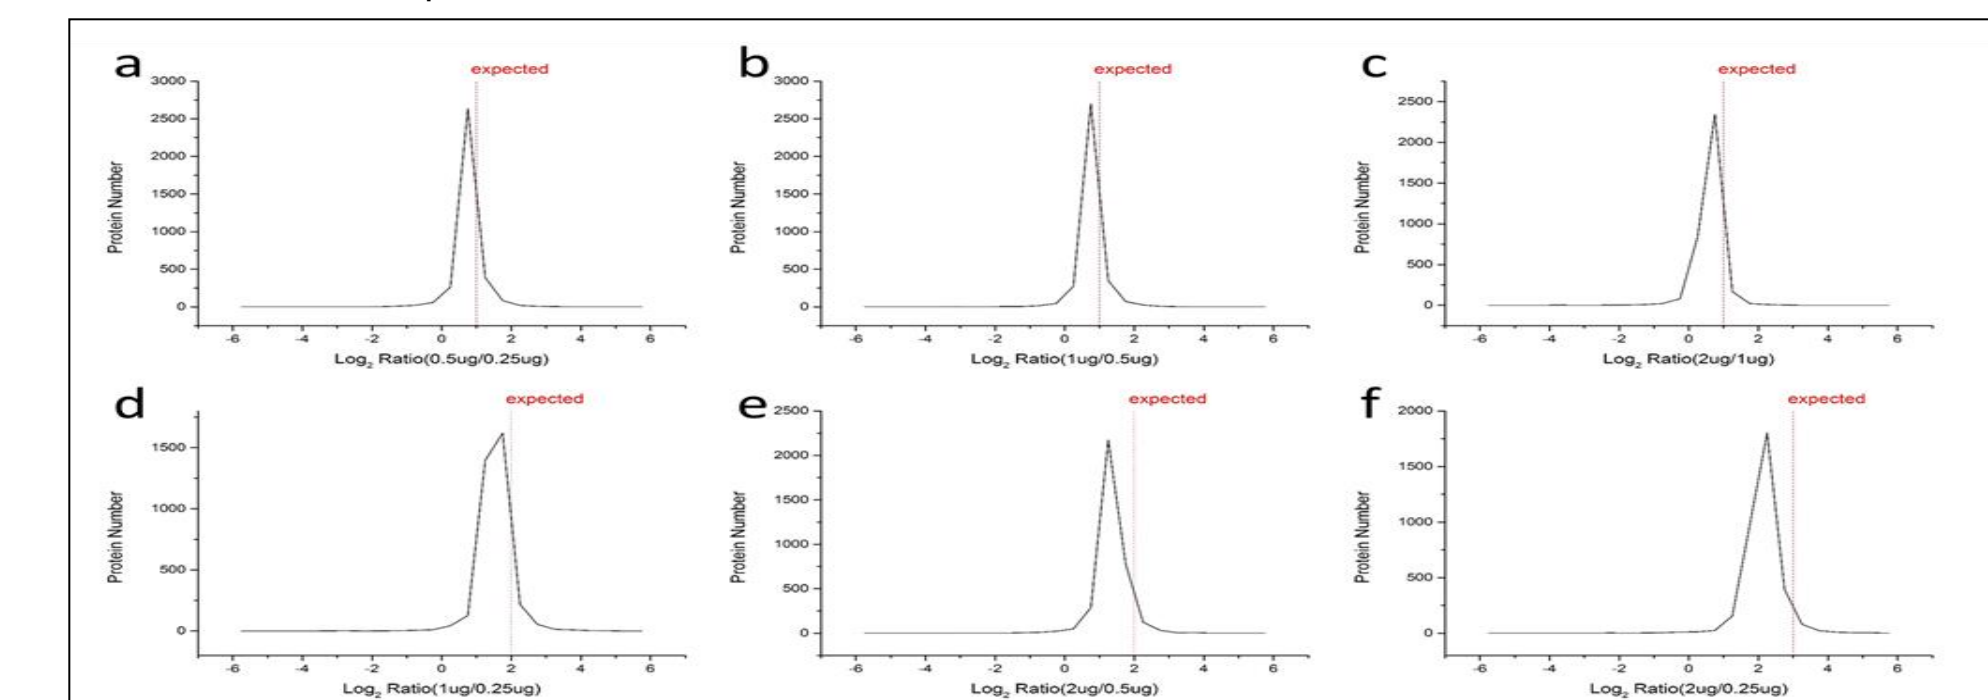 a
expected
3000
2500
2000
1500
1000
500
0
Protein Number
-6 -4 -2 0 2 4 6
Log2 Ratio(0.5ug/0.25ug)
b
expected
3000
2500
2000
1500
1000
500
0
Protein Number
-6 -4 -2 0 2 4 6
Log2 Ratio(1ug/0.5ug)
c
expected
2500
2000
1500
1000
500
0
Protein Number
-6 -4 -2 0 2 4 6
Log2 Ratio(2ug/1ug)
d
expected
1500
1000
500
0
Protein Number
-6 -4 -2 0 2 4 6
Log2 Ratio(1ug/0.25ug)
e
expected
2500
2000
1500
1000
500
0
Protein Number
-6 -4 -2 0 2 4 6
Log2 Ratio(2ug/0.5ug)
f
expected
2000
1500
1000
500
0
Protein Number
-6 -4 -2 0 2 4 6
Log2 Ratio(2ug/0.25ug)